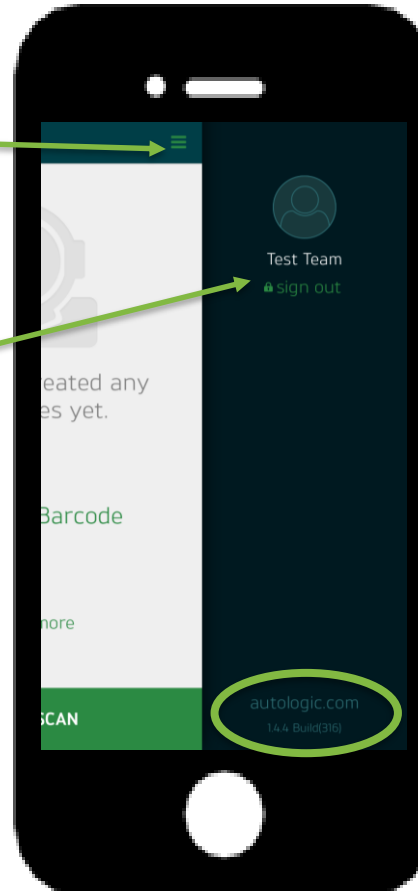 Test Team
sign out
eated any
es yet.
Barcode
more
SCAN
autologic.com
1.4.4 Build(316)